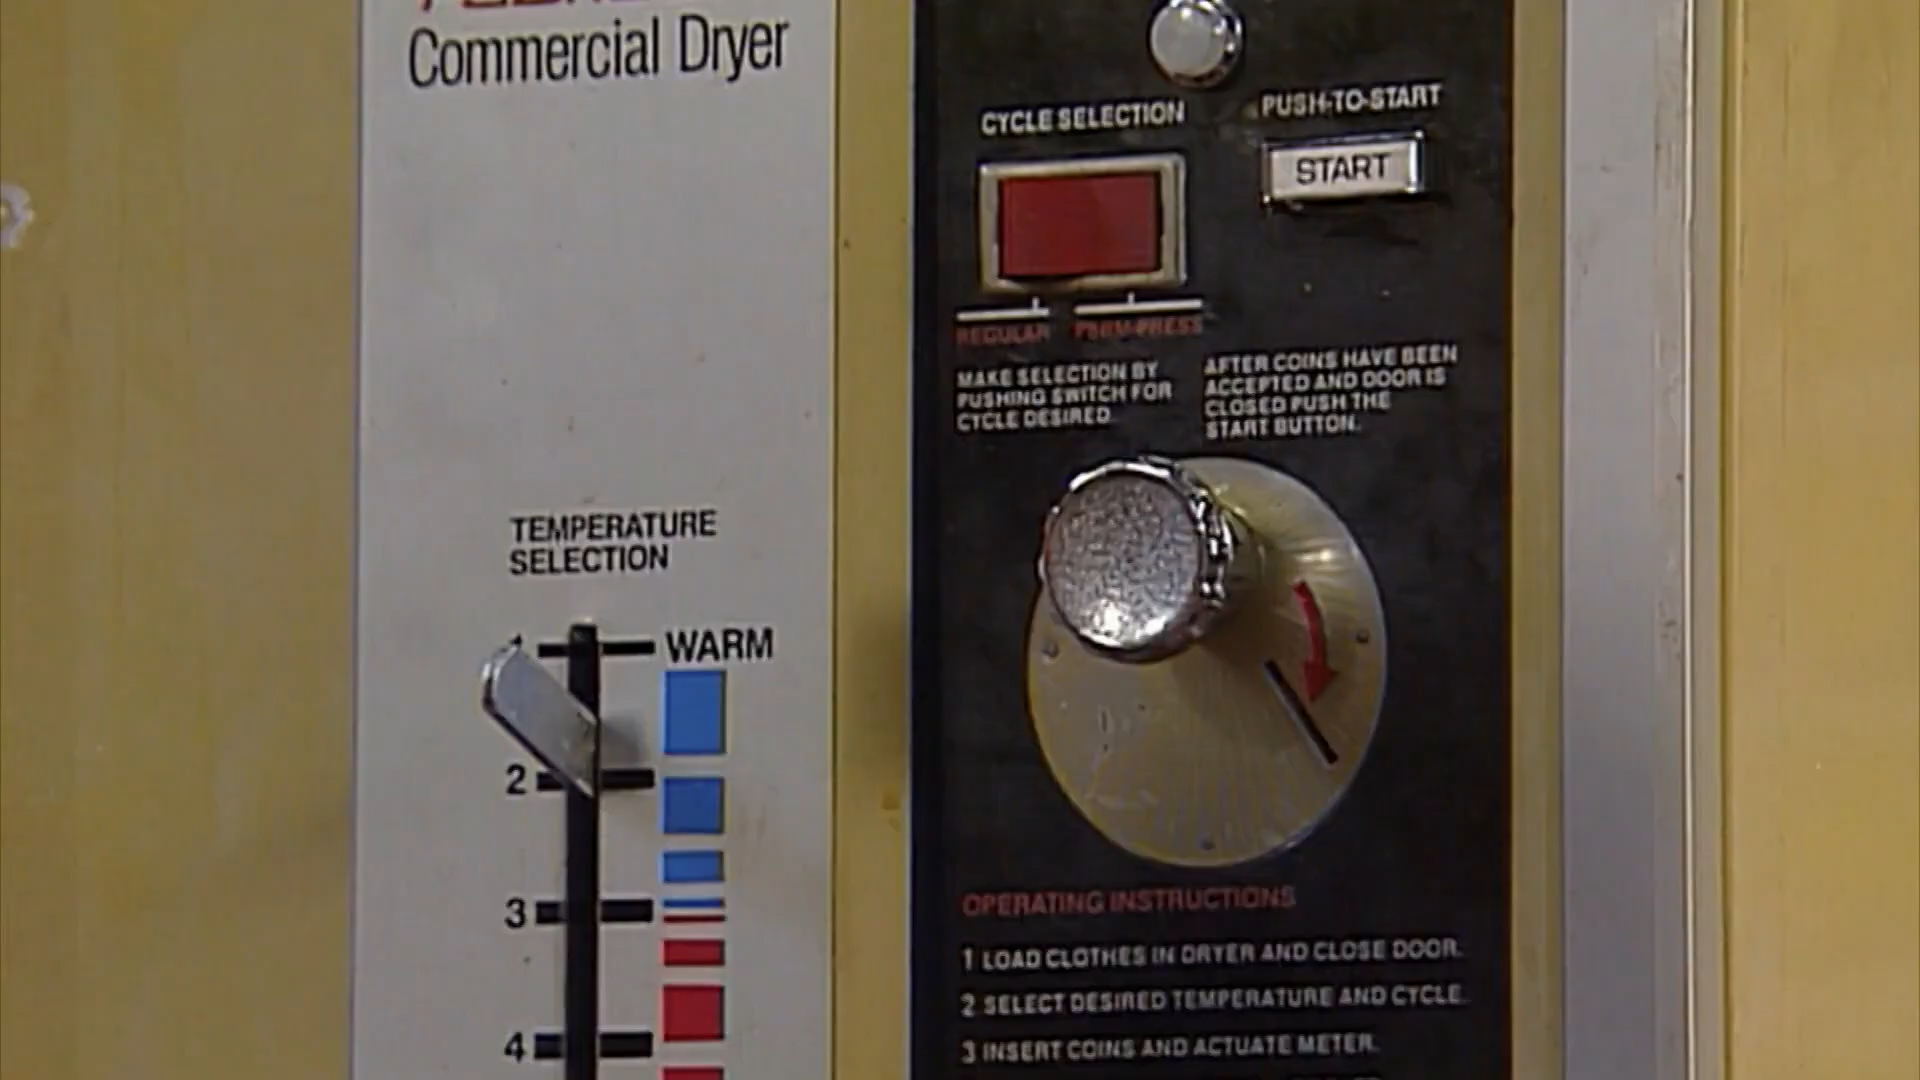 Commercial Dryer
CYCLE SELECTION
PUSH-TO-START
START
REGULAR PERM-PRESS
MAKE SELECTION BY
PUSHING SWITCH FOR
CYCLE DESIRED.
AFTER COINS HAVE BEEN
ACCEPTED AND DOOR IS
CLOSED PUSH THE
START BUTTON.
TEMPERATURE
SELECTION
1 WARM
2
3
4
OPERATING INSTRUCTIONS
1 LOAD CLOTHES IN DRYER AND CLOSE DOOR.
2 SELECT DESIRED TEMPERATURE AND CYCLE.
3 INSERT COINS AND ACTUATE METER.